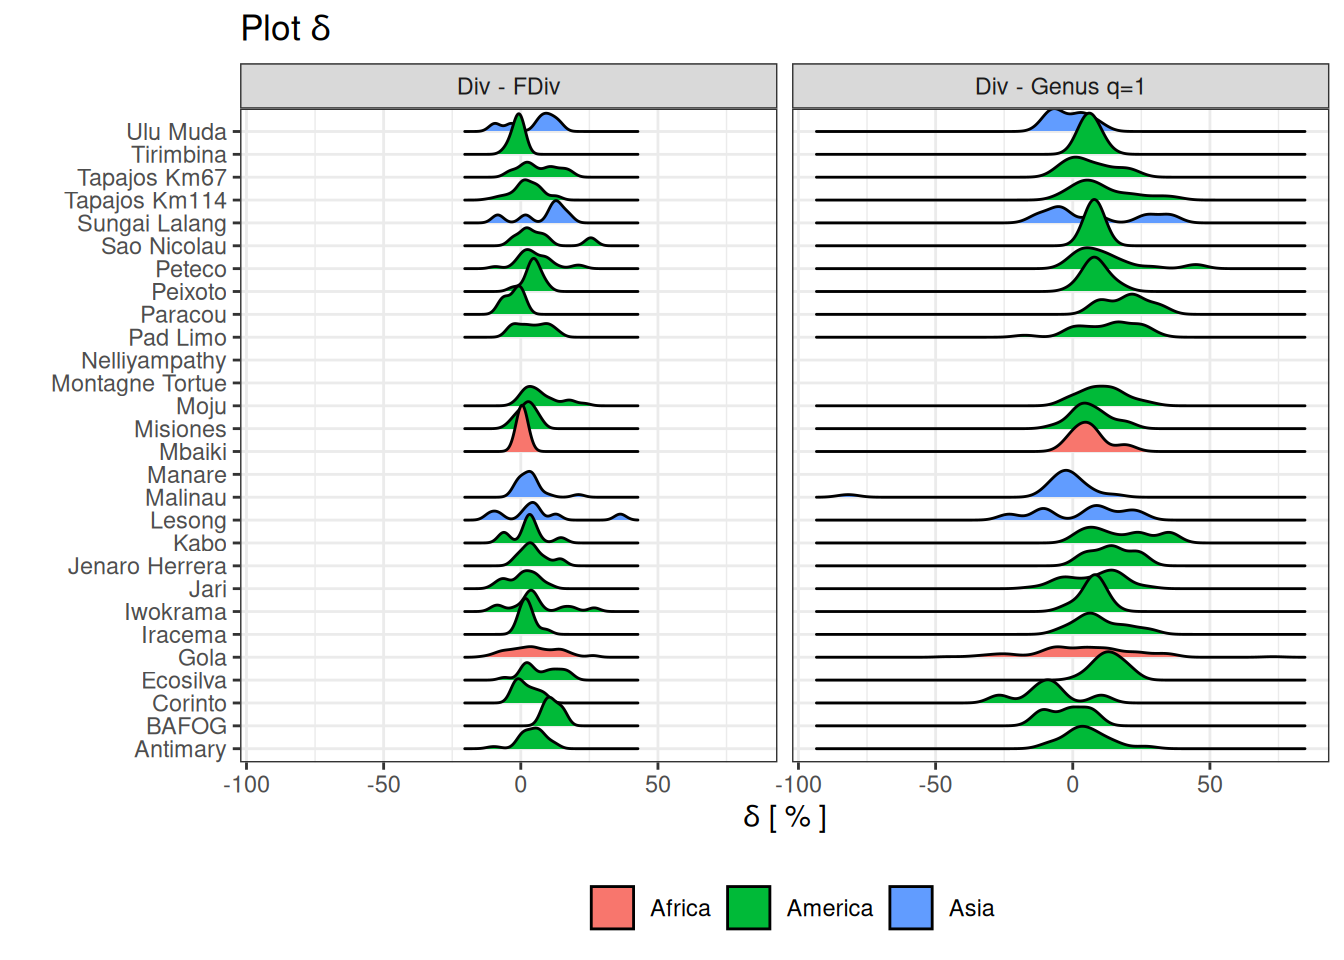 Plot δ
Div - FDiv
Div - Genus q=1
Ulu Muda
Tirimbina
Tapajos Km67
Tapajos Km114
Sungai Lalang
Sao Nicolau
Peteco
Peixoto
Paracou
Pad Limo
Nelliyampathy
Montagne Tortue
Moju
Misiones
Mbaiki
Manare
Malinau
Lesong
Kabo
Jenaro Herrera
Jari
Iwokrama
Iracema
Gola
Ecosilva
Corinto
BAFOG
Antimary
-100 -50 0 50
-100 -50 0 50
δ [ % ]
Africa America Asia